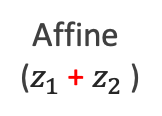 Affine
(z₁ + z₂ )